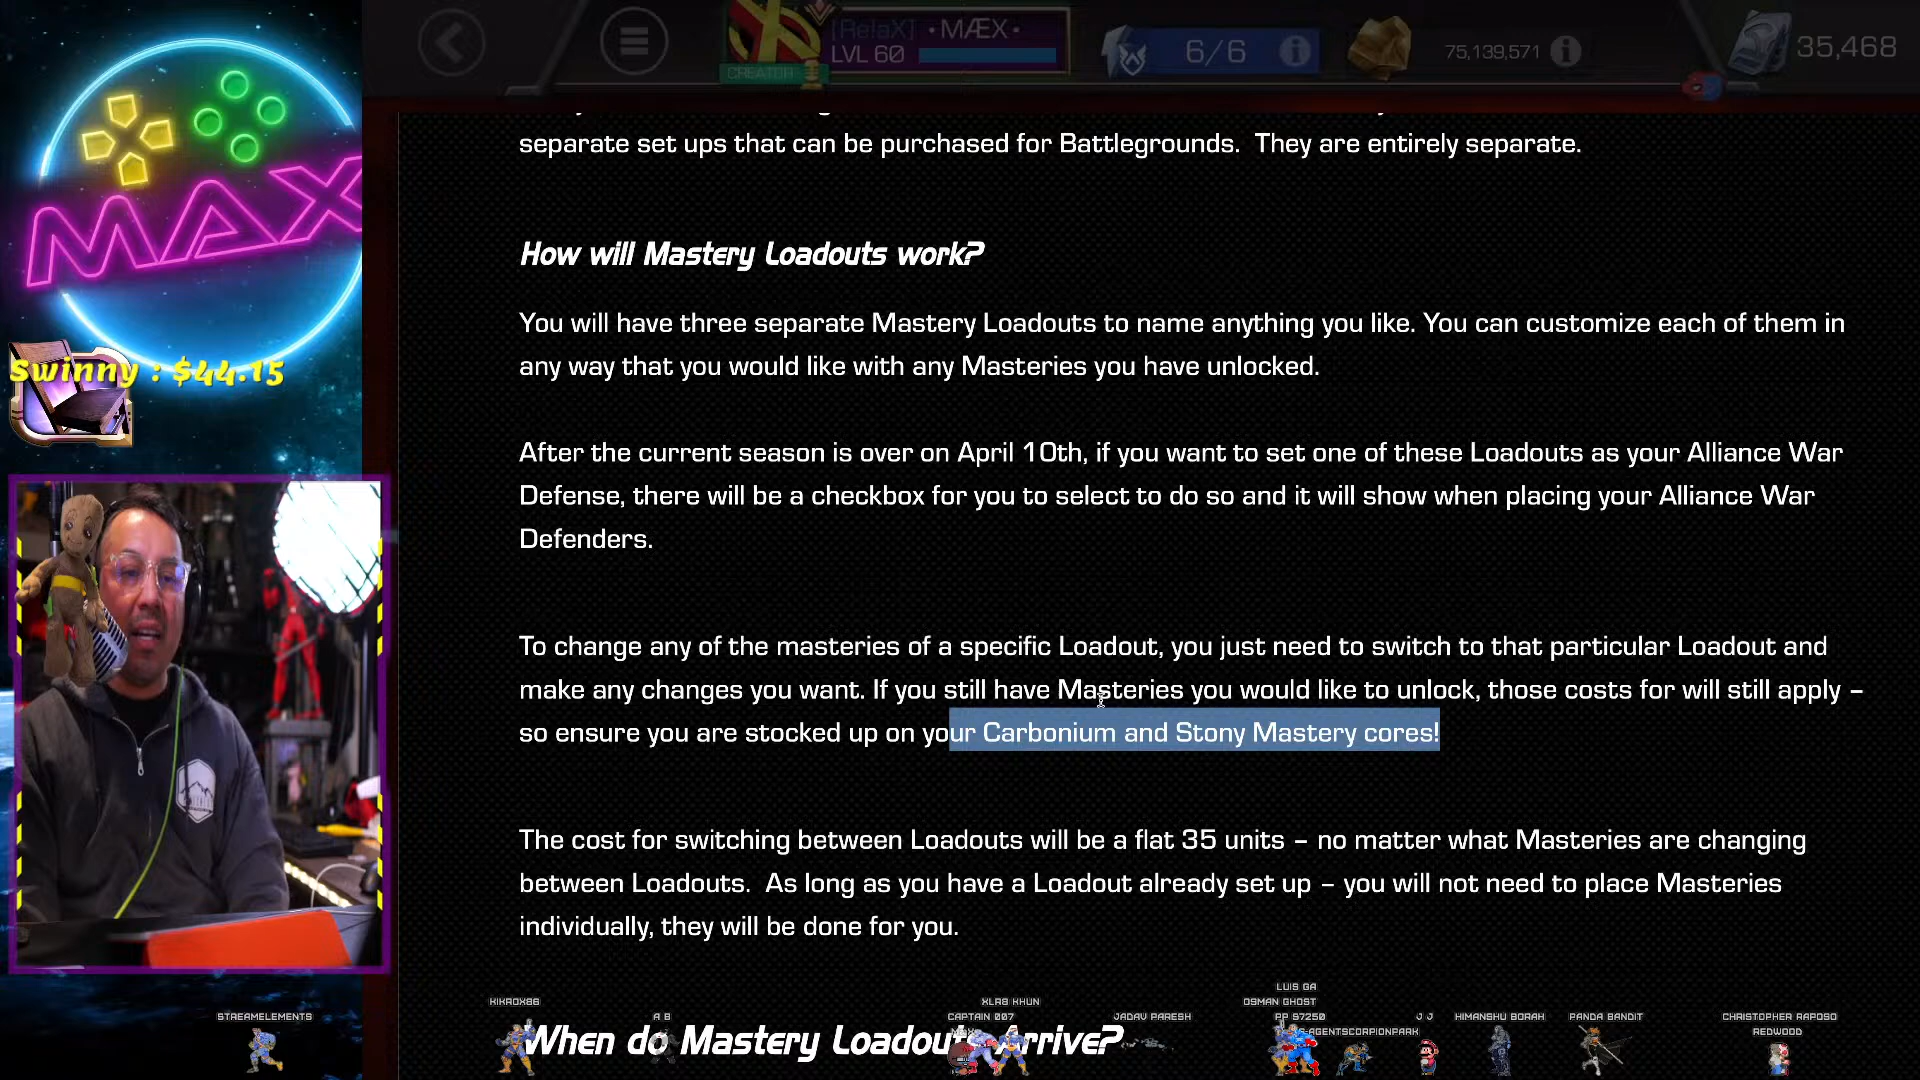 [RelaX] •MÆX•
LVL 60
CREATOR
6/6
75,139,571
35,468
MAX
Swinny : $44.15
separate set ups that can be purchased for Battlegrounds. They are entirely separate.
How will Mastery Loadouts work?
You will have three separate Mastery Loadouts to name anything you like. You can customize each of them in
any way that you would like with any Masteries you have unlocked.
After the current season is over on April 10th, if you want to set one of these Loadouts as your Alliance War
Defense, there will be a checkbox for you to select to do so and it will show when placing your Alliance War
Defenders.
To change any of the masteries of a specific Loadout, you just need to switch to that particular Loadout and
make any changes you want. If you still have Masteries you would like to unlock, those costs for will still apply –
so ensure you are stocked up on your Carbonium and Stony Mastery cores!
The cost for switching between Loadouts will be a flat 35 units – no matter what Masteries are changing
between Loadouts. As long as you have a Loadout already set up – you will not need to place Masteries
individually, they will be done for you.
When do Mastery Loadouts Arrive?
STREAMELEMENTS
KIKROX86
A B
XLR8 KHUN
CAPTAIN 007
JADAV PARESH
LUIS GA
OSMAN GHOST
PP 57250
AGENTSCORPIONPARK
J J
HIMANSHU BORAH
PANDA BANDIT
CHRISTOPHER RAPOSO
REDWOOD